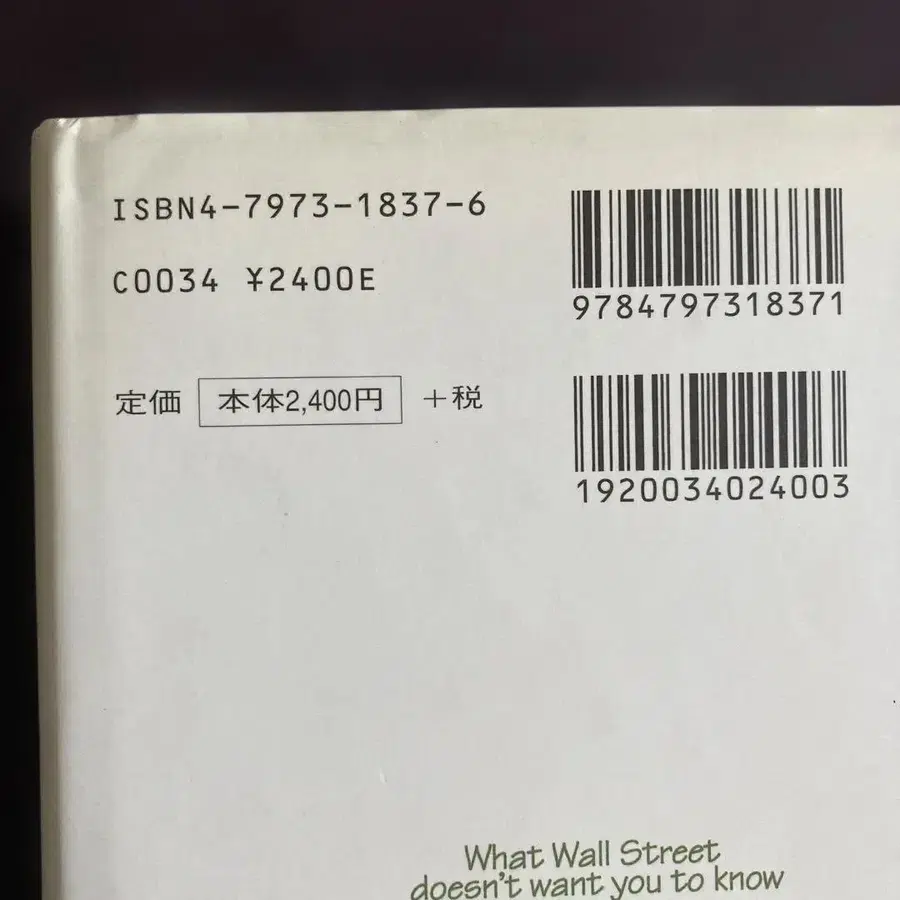 ISBN4-7973-1837-6
C0034 ¥2400E
定価 本体2,400円 +税
9784797318371
1920034024003
What Wall Street
doesn't want you to know